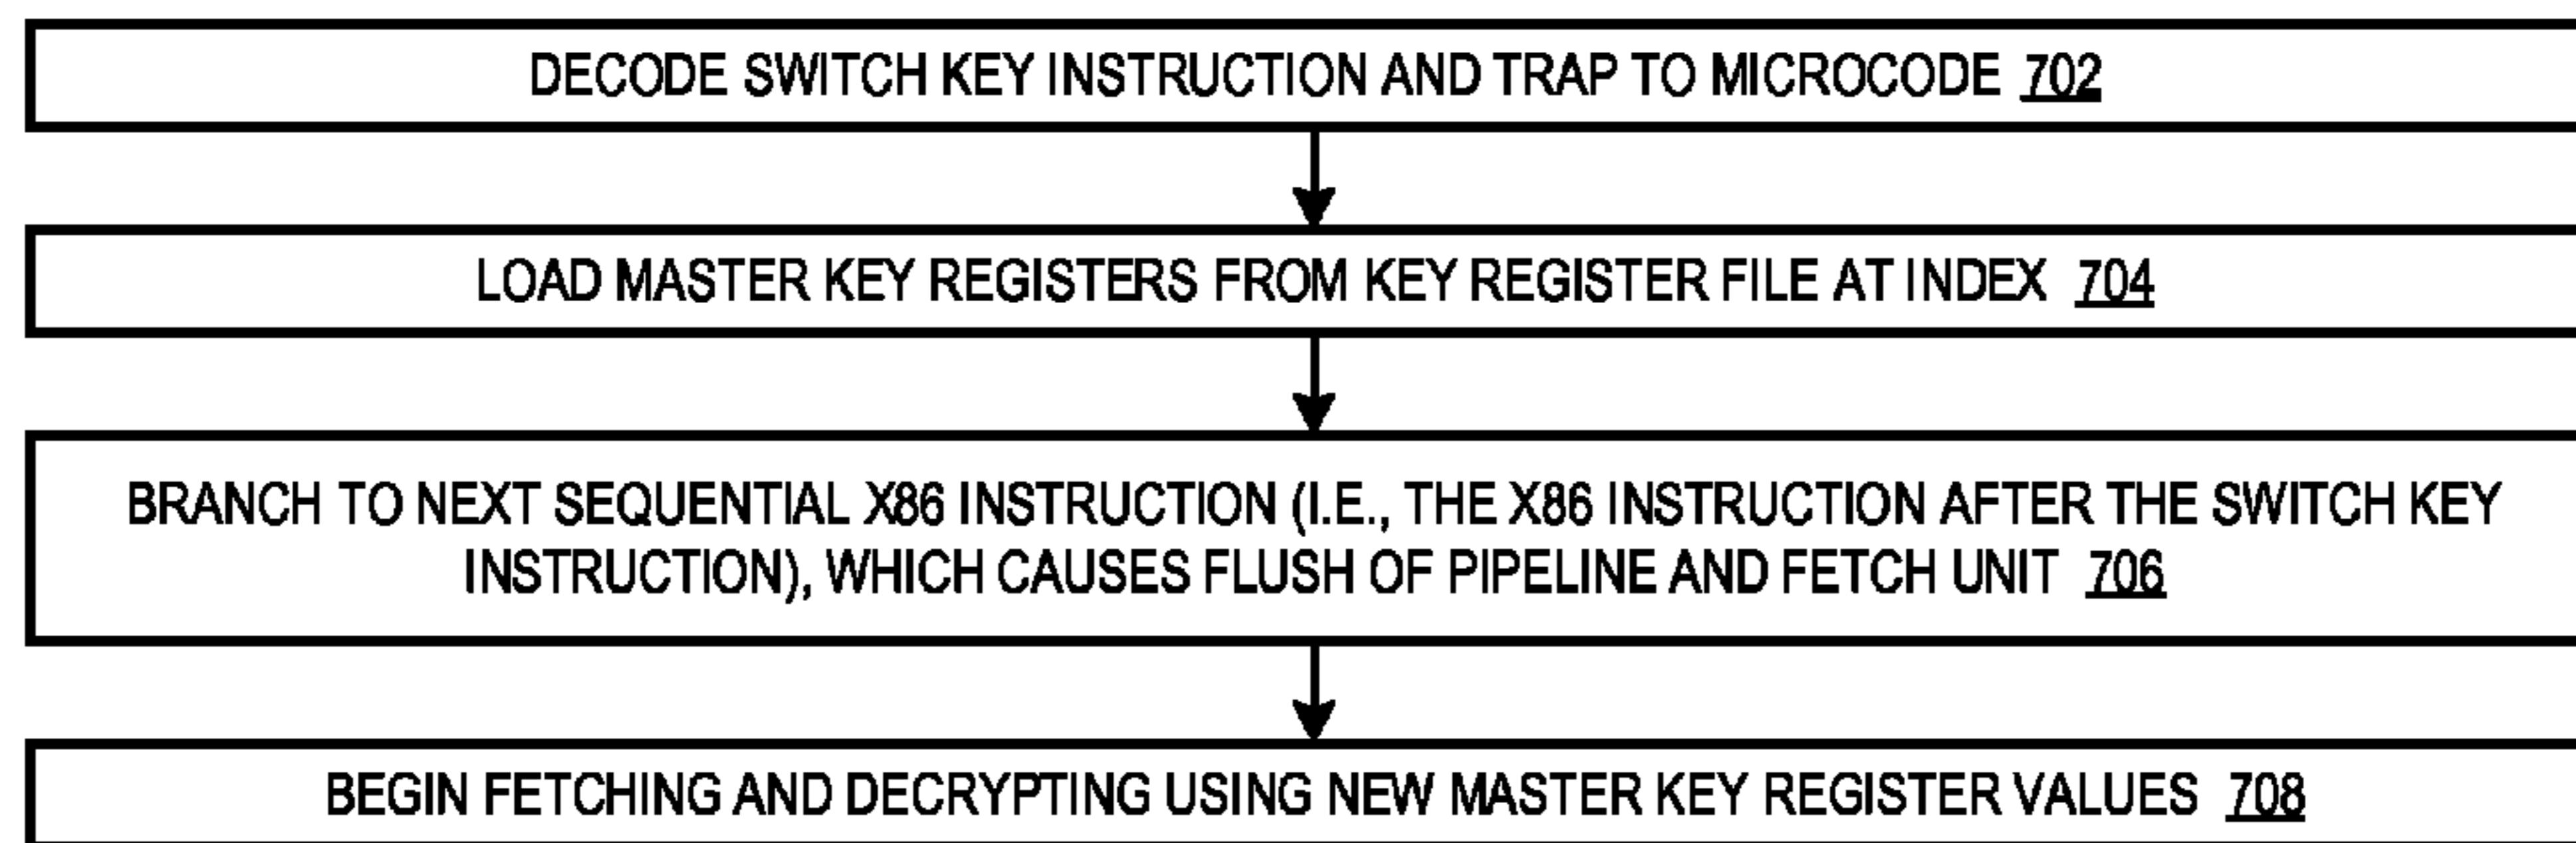 DECODE SWITCH KEY INSTRUCTION AND TRAP TO MICROCODE 702
LOAD MASTER KEY REGISTERS FROM KEY REGISTER FILE AT INDEX 704
BRANCH TO NEXT SEQUENTIAL X86 INSTRUCTION (I.E., THE X86 INSTRUCTION AFTER THE SWITCH KEY
INSTRUCTION), WHICH CAUSES FLUSH OF PIPELINE AND FETCH UNIT 706
BEGIN FETCHING AND DECRYPTING USING NEW MASTER KEY REGISTER VALUES 708